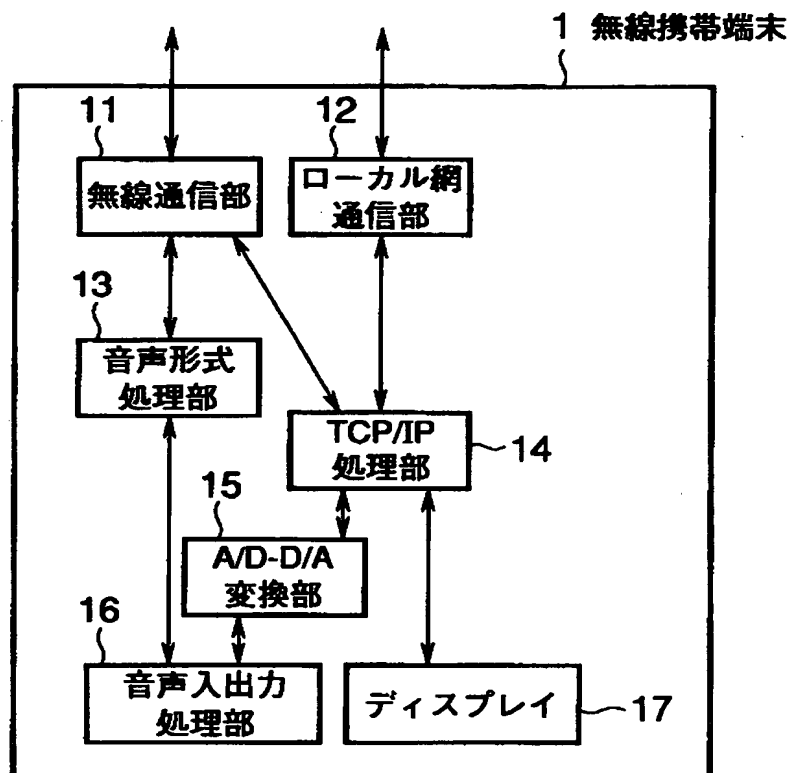 1 無線携帯端末
11
12
無線通信部
ローカル網
通信部
13
音声形式
処理部
TCP/IP
処理部
14
15
A/D-D/A
変換部
16
音声入出力
処理部
ディスプレイ
17